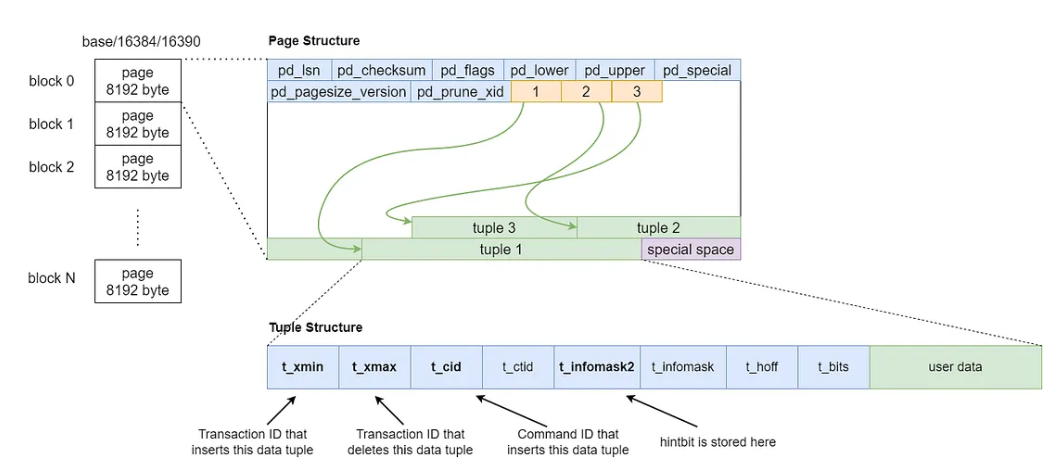 base/16384/16390
Page Structure
block 0
page
8192 byte
block 1
page
8192 byte
block 2
page
8192 byte
block N
page
8192 byte
pd_lsn pd_checksum pd_flags pd_lower pd_upper pd_special
pd_pagesize_version pd_prune_xid 1 2 3
tuple 3 tuple 2
tuple 1 special space
Tuple Structure
t_xmin t_xmax t_cid t_ctid t_infomask2 t_infomask t_hoff t_bits user data
Transaction ID that
inserts this data tuple
Transaction ID that
deletes this data tuple
Command ID that
inserts this data tuple
hintbit is stored here